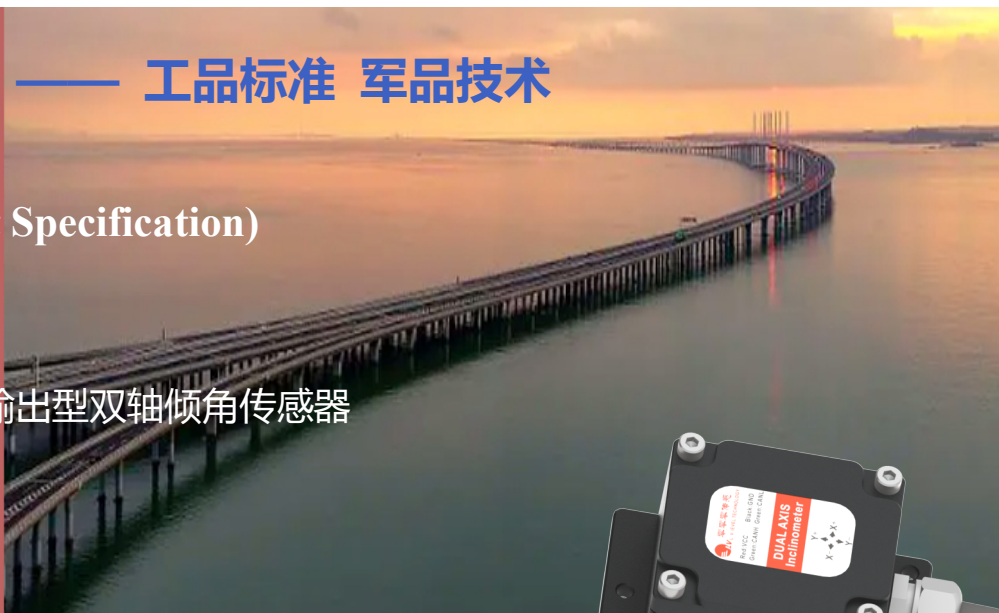 —— 工品标准 军品技术
Specification)
输出型双轴倾角传感器
Red:VCC Black:GND
Green:CANH Green:CANL
DUAL AXIS
Inclinometer
Y+
X- X+
Y-